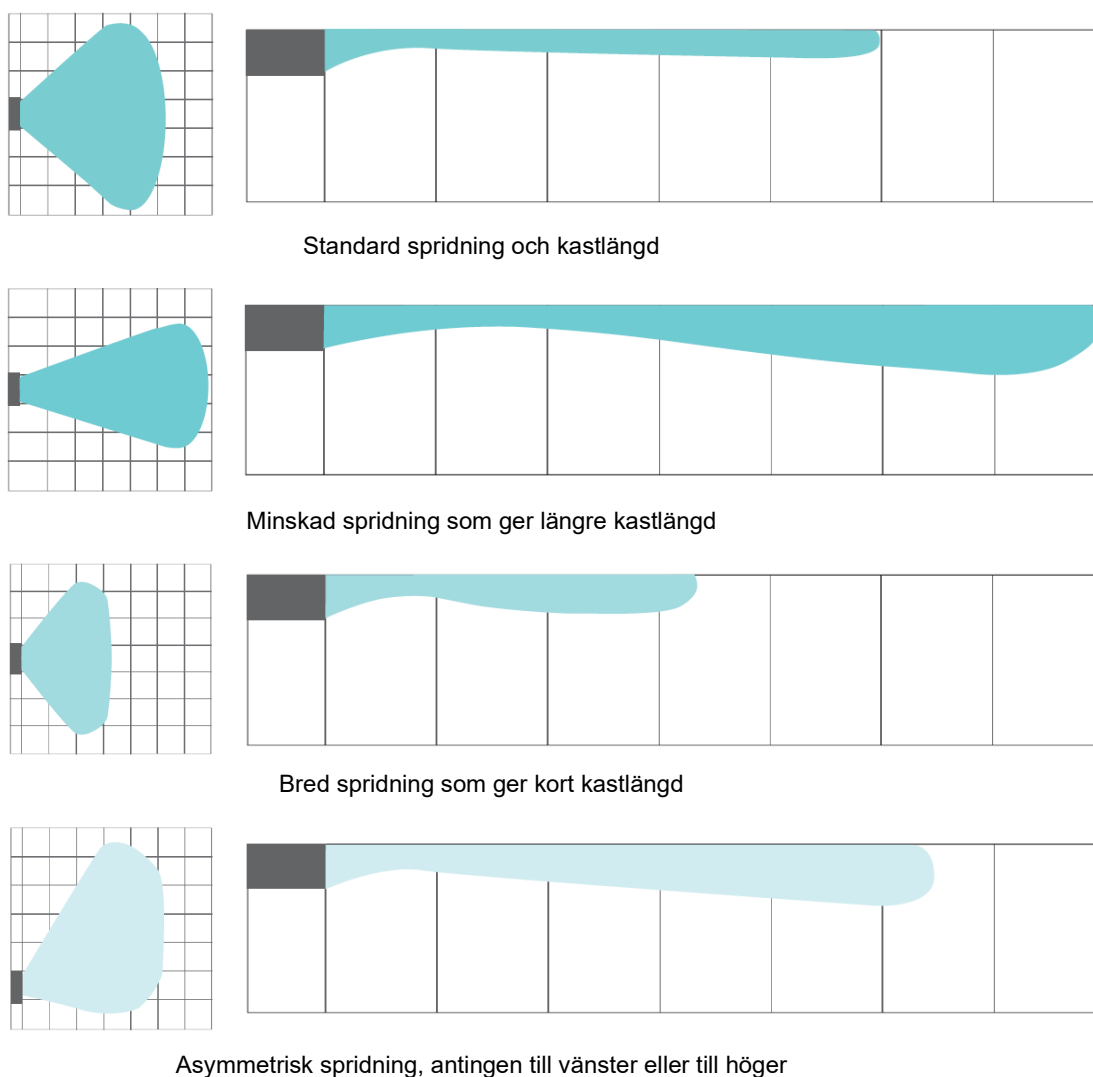 Standard spridning och kastlängd
Minskad spridning som ger längre kastlängd
Bred spridning som ger kort kastlängd
Asymmetrisk spridning, antingen till vänster eller till höger